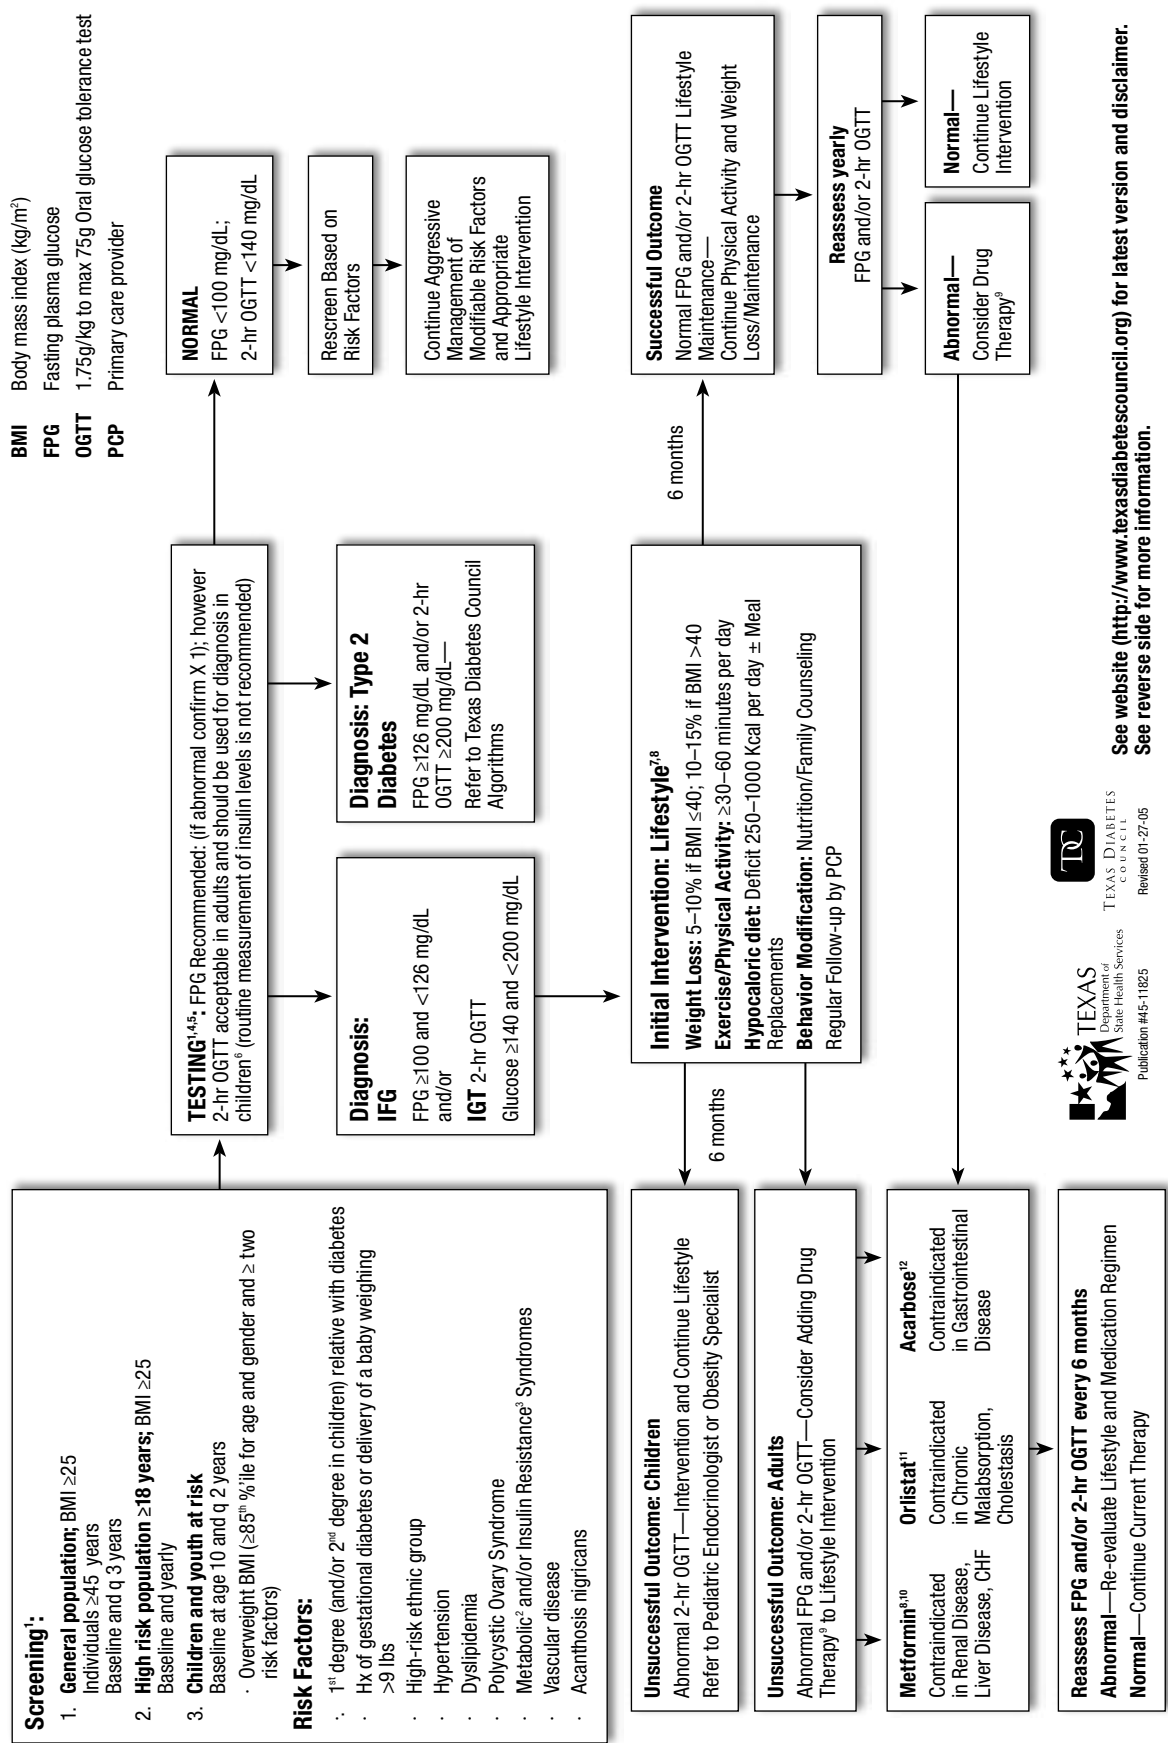 BMI Body mass index (kg/m²)
FPG Fasting plasma glucose
OGTT 1.75g/kg to max 75g Oral glucose tolerance test
PCP Primary care provider
Screening¹:
1. General population; BMI ≥25
Individuals ≥45 years
Baseline and q 3 years
2. High risk population ≥18 years; BMI ≥25
Baseline and yearly
3. Children and youth at risk
Baseline at age 10 and q 2 years
· Overweight BMI (≥85th %'ile for age and gender and ≥ two
risk factors)
Risk Factors:
·. 1st degree (and/or 2nd degree in children) relative with diabetes
· Hx of gestational diabetes or delivery of a baby weighing
>9 lbs
· High-risk ethnic group
· Hypertension
· Dyslipidemia
· Polycystic Ovary Syndrome
· Metabolic² and/or Insulin Resistance³ Syndromes
· Vascular disease
· Acanthosis nigricans
TESTING¹,⁴,⁵: FPG Recommended: (if abnormal confirm X 1); however
2-hr OGTT acceptable in adults and should be used for diagnosis in
children⁶ (routine measurement of insulin levels is not recommended)
NORMAL
FPG <100 mg/dL;
2-hr OGTT <140 mg/dL
Rescreen Based on
Risk Factors
Continue Aggressive
Management of
Modifiable Risk Factors
and Appropriate
Lifestyle Intervention
Diagnosis:
IFG
FPG ≥100 and <126 mg/dL
and/or
IGT 2-hr OGTT
Glucose ≥140 and <200 mg/dL
Diagnosis: Type 2
Diabetes
FPG ≥126 mg/dL and/or 2-hr
OGTT ≥200 mg/dL—
Refer to Texas Diabetes Council
Algorithms
Initial Intervention: Lifestyle⁷,⁸
Weight Loss: 5–10% if BMI ≤40; 10–15% if BMI >40
Exercise/Physical Activity: ≥30–60 minutes per day
Hypocaloric diet: Deficit 250–1000 Kcal per day ± Meal
Replacements
Behavior Modification: Nutrition/Family Counseling
Regular Follow-up by PCP
6 months
6 months
Successful Outcome
Normal FPG and/or 2-hr OGTT Lifestyle
Maintenance—
Continue Physical Activity and Weight
Loss/Maintenance
Reassess yearly
FPG and/or 2-hr OGTT
Abnormal—
Consider Drug
Therapy⁹
Normal—
Continue Lifestyle
Intervention
Unsuccessful Outcome: Children
Abnormal 2-hr OGTT—Intervention and Continue Lifestyle
Refer to Pediatric Endocrinologist or Obesity Specialist
Unsuccessful Outcome: Adults
Abnormal FPG and/or 2-hr OGTT—Consider Adding Drug
Therapy⁹ to Lifestyle Intervention
Metformin⁸,¹⁰
Contraindicated
in Renal Disease,
Liver Disease, CHF
Orlistat¹¹
Contraindicated
in Chronic
Malabsorption,
Cholestasis
Acarbose¹²
Contraindicated
in Gastrointestinal
Disease
Reassess FPG and/or 2-hr OGTT every 6 months
Abnormal—Re-evaluate Lifestyle and Medication Regimen
Normal—Continue Current Therapy
TEXAS
Department of
State Health Services
Publication #45-11825
TDC
TEXAS DIABETES
COUNCIL
Revised 01-27-05
See website (http://www.texasdiabetescouncil.org) for latest version and disclaimer.
See reverse side for more information.